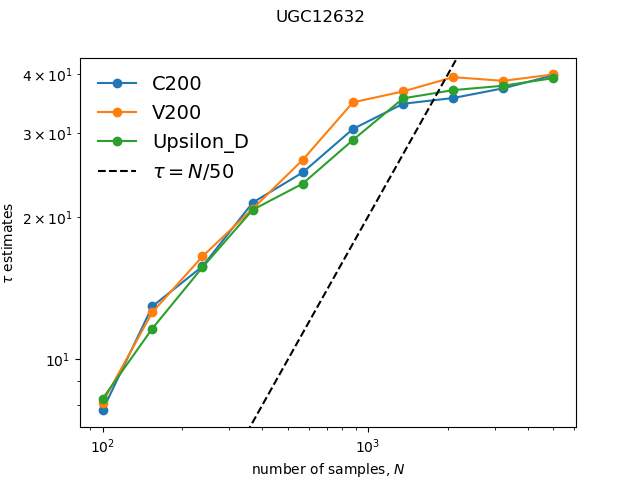 UGC12632
C200
V200
Upsilon_D
τ = N/50
4 × 10¹
3 × 10¹
2 × 10¹
10¹
τ estimates
10² 10³
number of samples, N